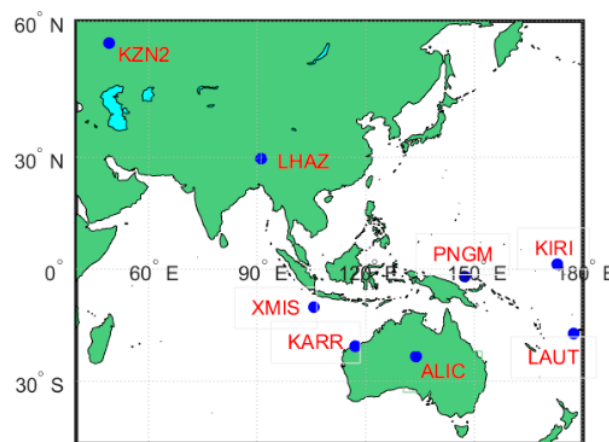 60° N
KZN2
30° N
LHAZ
PNGM
KIRI
0°
60° E
90° E
120° E
150° E
180° E
XMIS
KARR
ALIC
LAUT
30° S